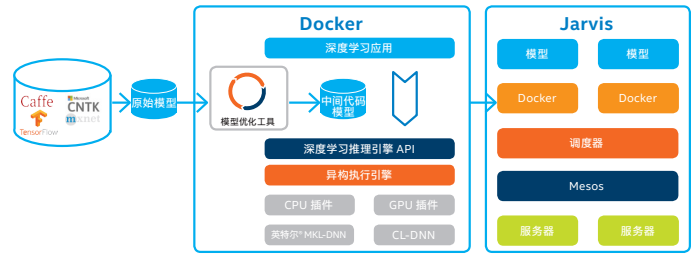 Docker
Jarvis
深度学习应用
模型
模型
Caffe
Microsoft
CNTK
TensorFlow
mxnet
原始模型
模型优化工具
中间代码
模型
Docker
Docker
深度学习推理引擎 API
调度器
异构执行引擎
Mesos
CPU 插件
GPU 插件
英特尔® MKL-DNN
CL-DNN
服务器
服务器